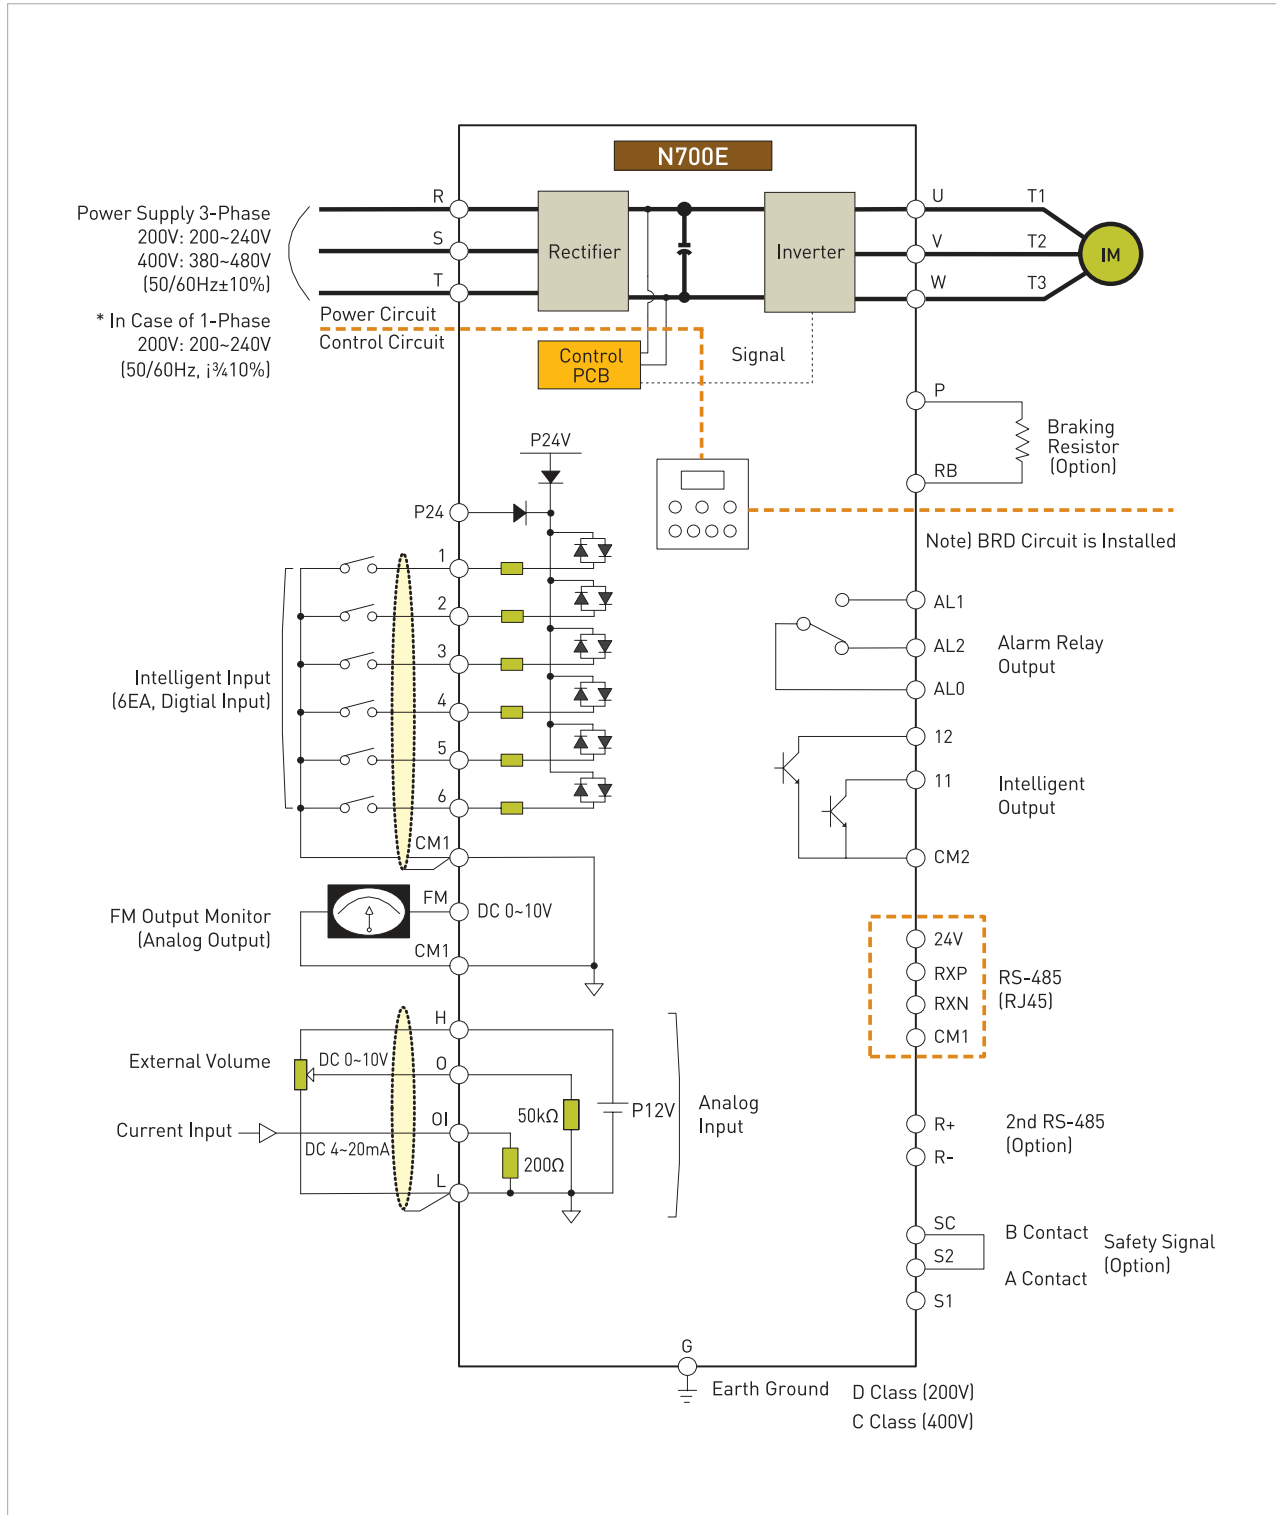 N700E
R
S
T
Power Supply 3-Phase
200V: 200~240V
400V: 380~480V
(50/60Hz±10%)
* In Case of 1-Phase
200V: 200~240V
(50/60Hz, ¡¾10%)
Rectifier
Inverter
U
V
W
T1
T2
T3
IM
Power Circuit
Control Circuit
Control
PCB
Signal
P
RB
Braking
Resistor
(Option)
Note) BRD Circuit is Installed
P24V
P24
1
2
3
4
5
6
CM1
Intelligent Input
(6EA, Digtial Input)
AL1
AL2
AL0
Alarm Relay
Output
12
11
CM2
Intelligent
Output
FM Output Monitor
(Analog Output)
FM
DC 0~10V
CM1
24V
RXP
RXN
CM1
RS-485
(RJ45)
External Volume
Current Input
DC 0~10V
DC 4~20mA
H
O
OI
L
50kΩ
200Ω
P12V
Analog
Input
R+
R-
2nd RS-485
(Option)
SC
S2
S1
B Contact
A Contact
Safety Signal
(Option)
G
Earth Ground
D Class (200V)
C Class (400V)